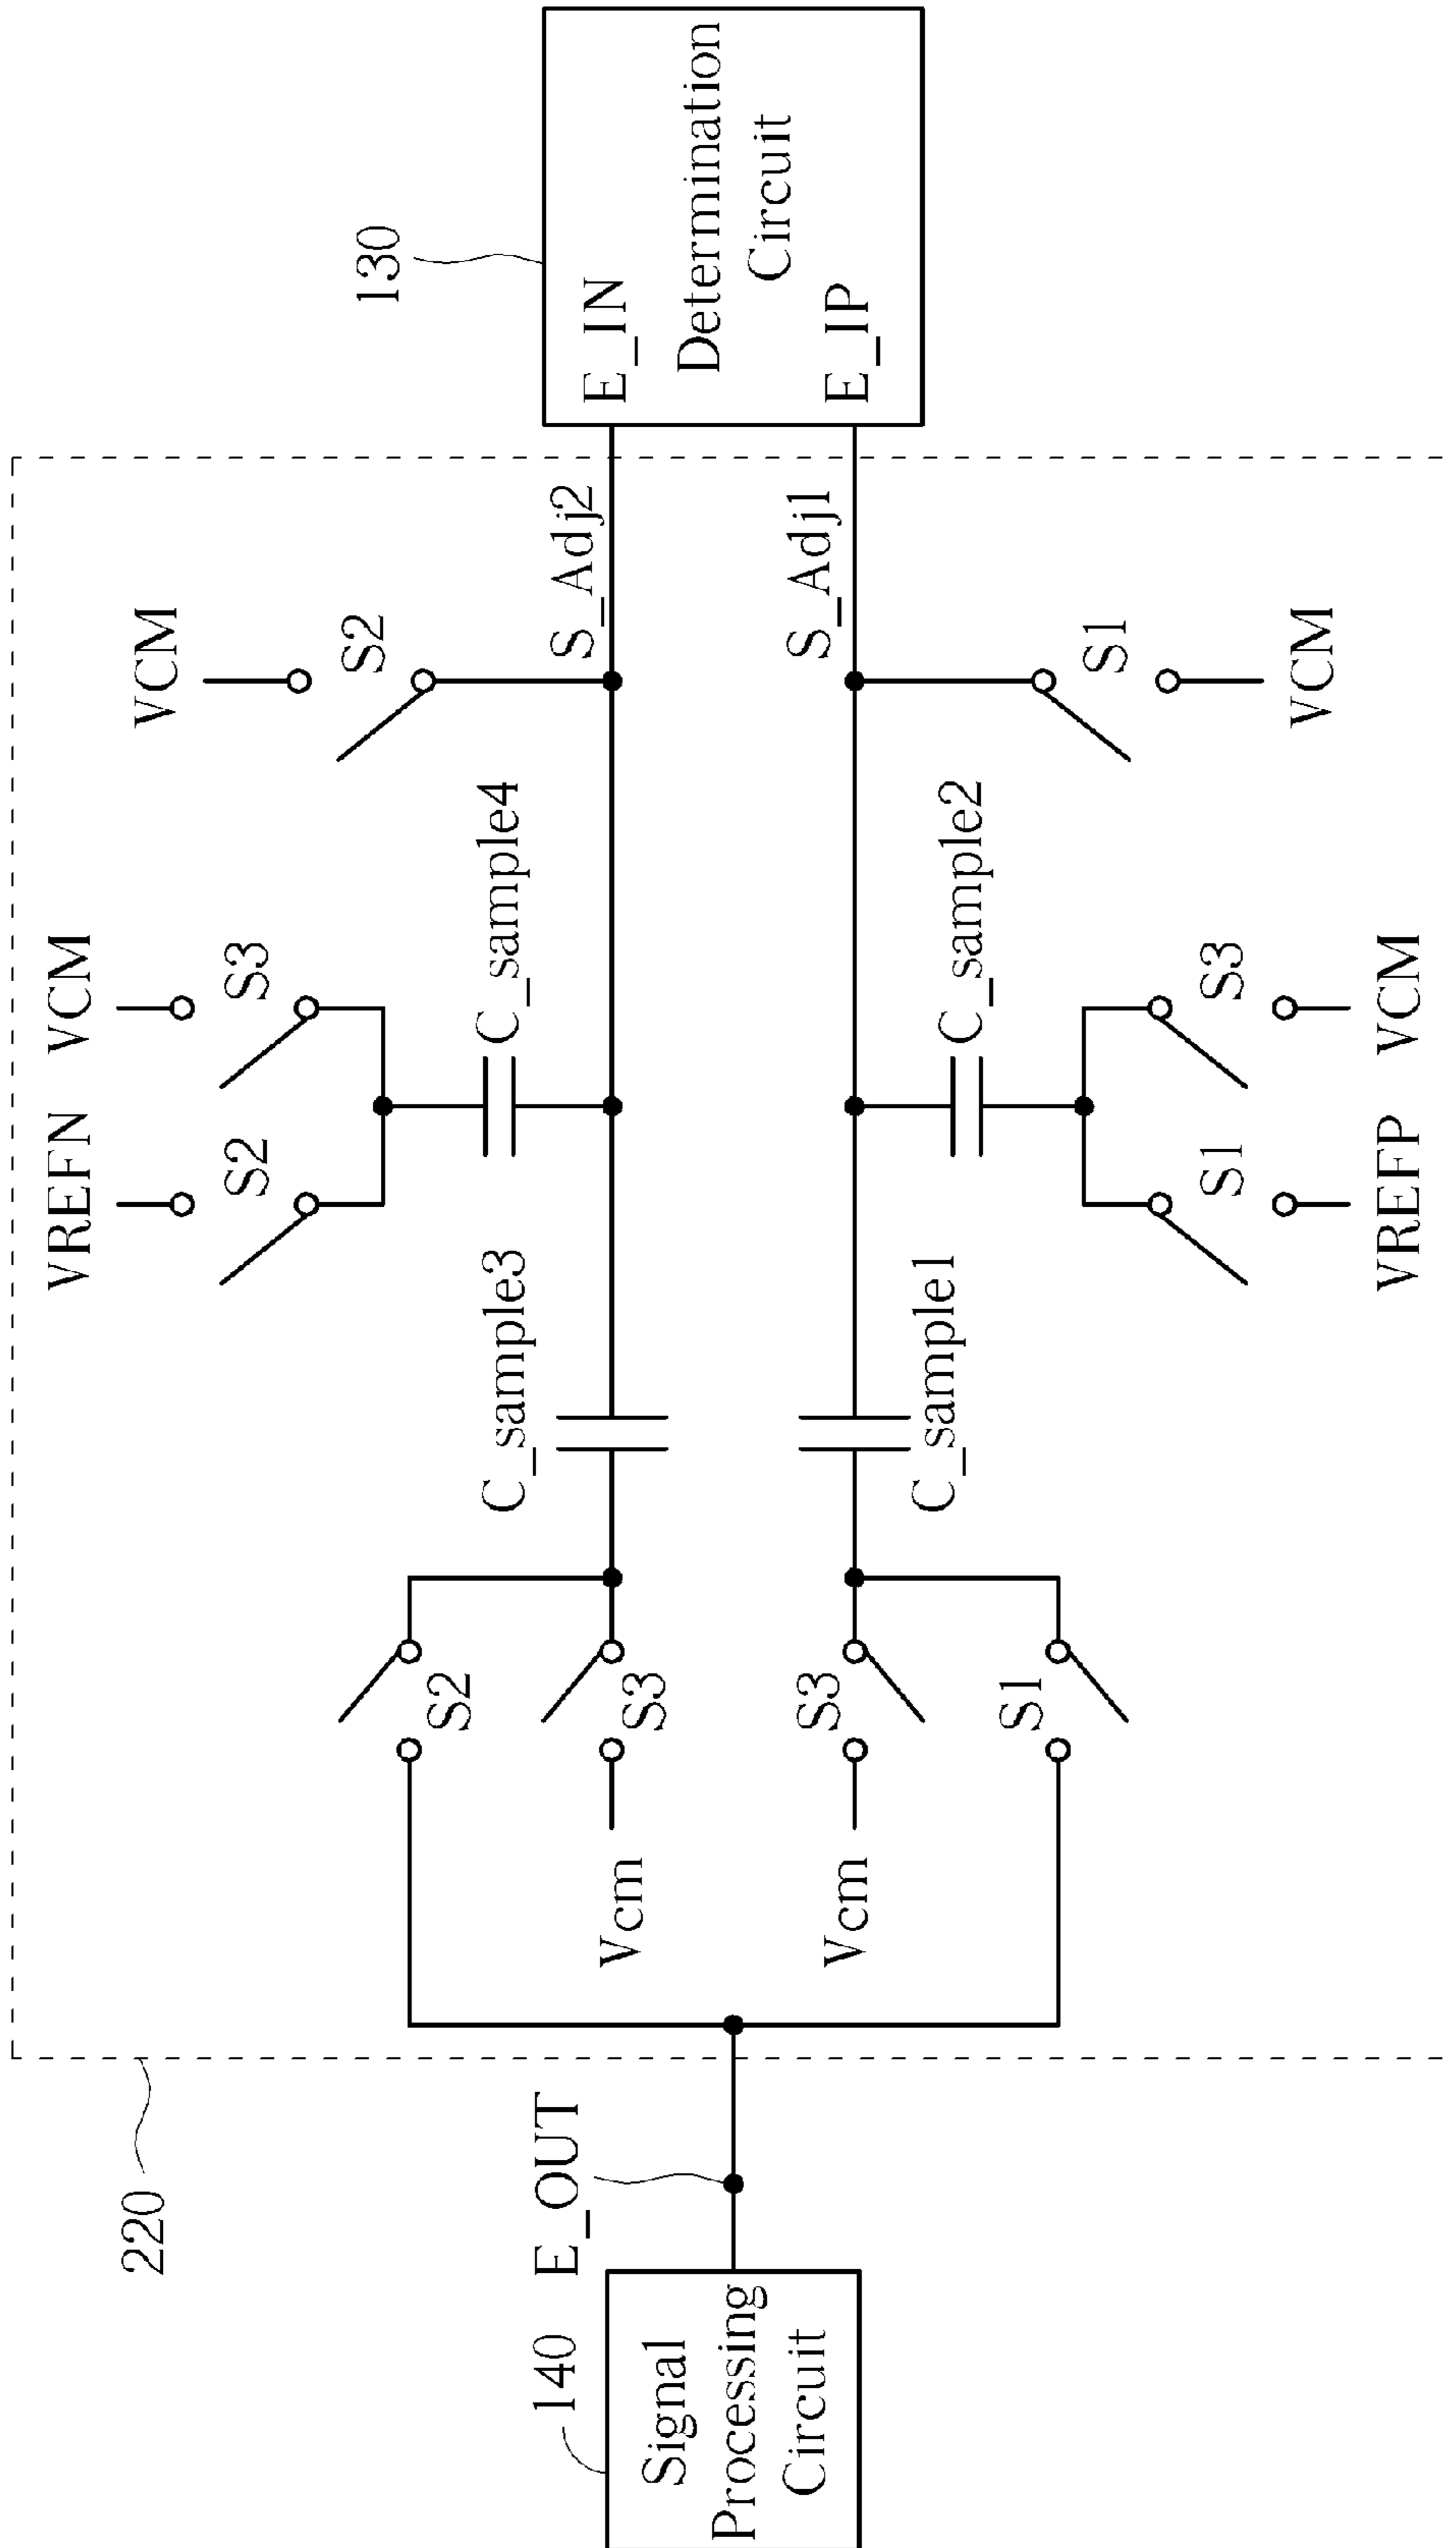 220
140
E_OUT
Signal
Processing
Circuit
S2
S3
Vcm
Vcm
S3
S1
C_sample3
C_sample1
VREFN
VCM
S2
S3
C_sample4
C_sample2
S1
S3
VREFP
VCM
VCM
S2
S_Adj2
S_Adj1
S1
VCM
130
E_IN
E_IP
Determination
Circuit